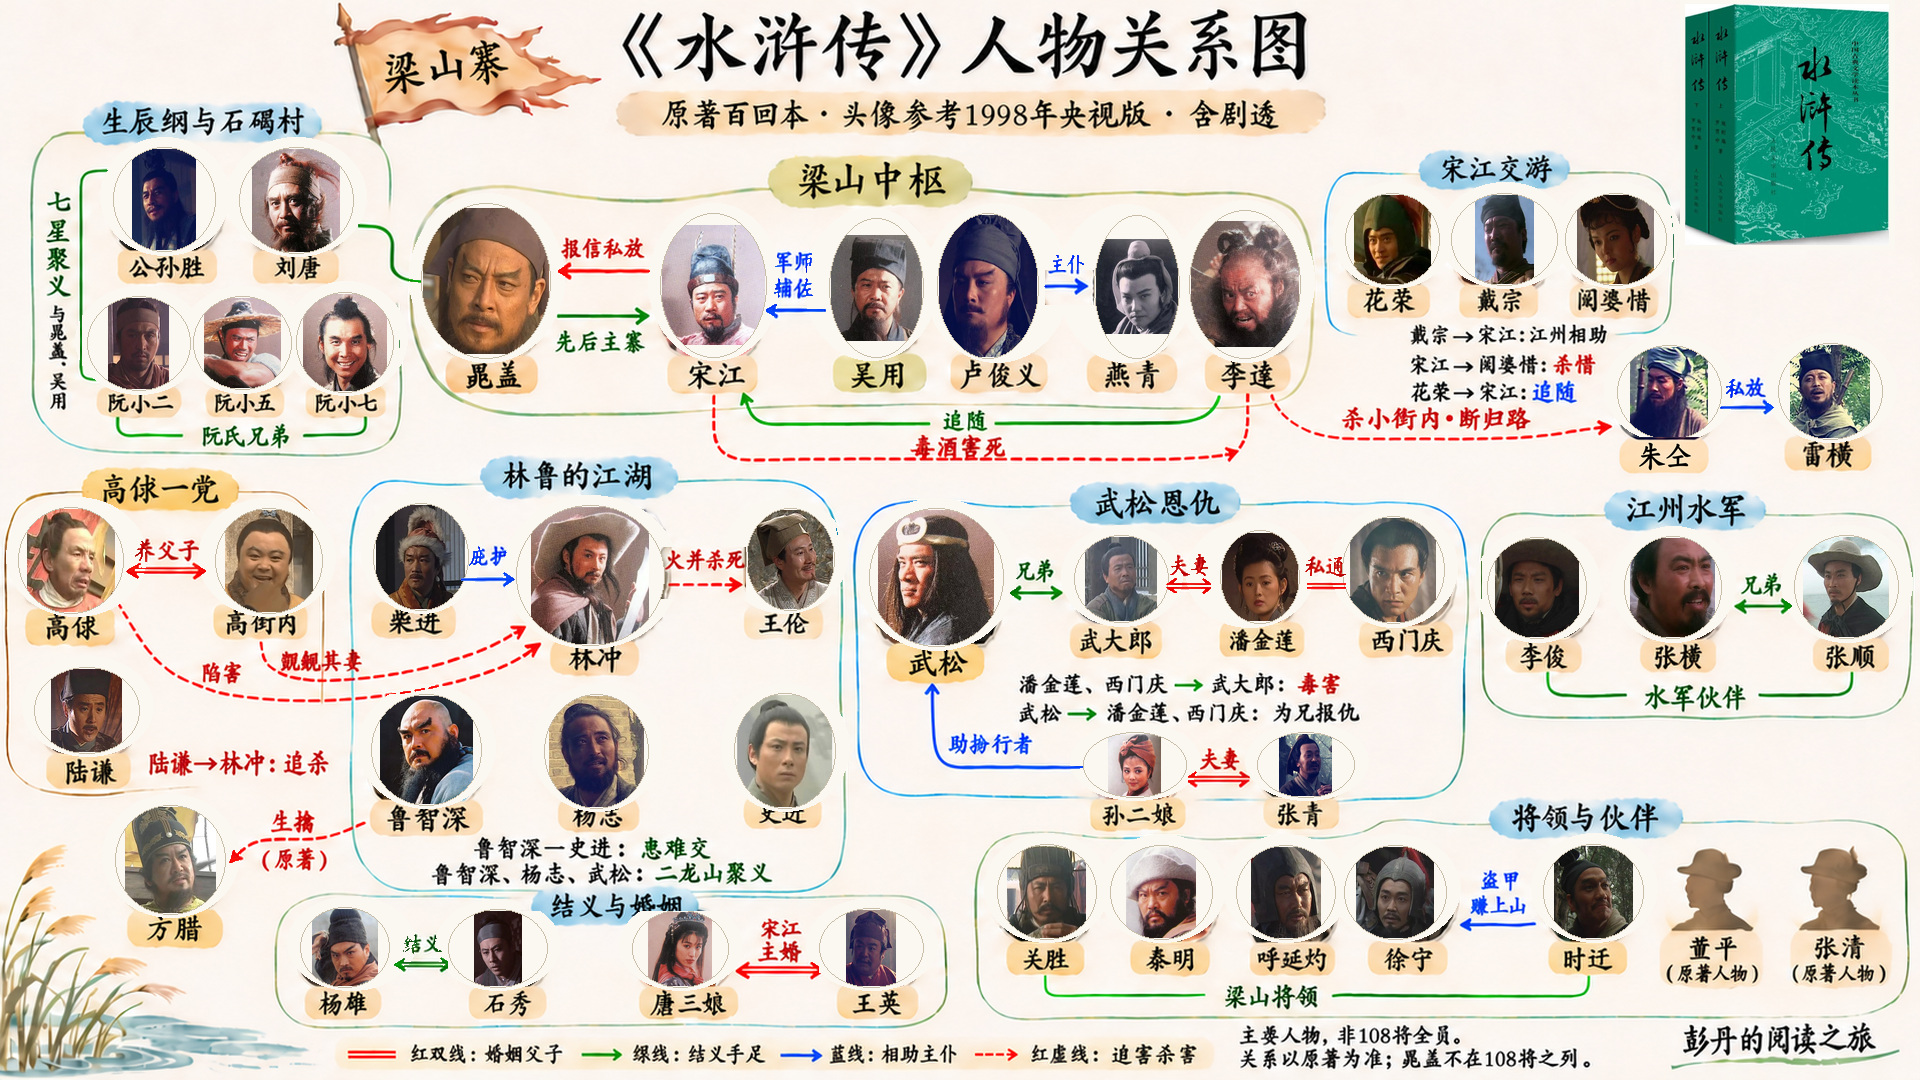 《水浒传》人物关系图
梁山寨
原著百回本·头像参考1998年央视版·含剧透
水浒传
水浒传
生辰纲与石碣村
七星聚义 与晁盖、吴用
公孙胜
刘唐
阮小二
阮小五
阮小七
阮氏兄弟
梁山中枢
晁盖
报信私放
先后主寨
宋江
军师
辅佐
吴用
卢俊义
主仆
燕青
李逵
追随
毒酒害死
宋江交游
花荣
戴宗
阎婆惜
戴宗→宋江:江州相助
宋江→阎婆惜:杀惜
花荣→宋江:追随
杀小衙内·断归路
朱仝
私放
雷横
高俅一党
高俅
养父子
高衙内
陷害
觊觎其妻
陆谦
陆谦→林冲:追杀
林鲁的江湖
柴进
庇护
林冲
火并杀死
王伦
鲁智深
杨志
史进
鲁智深—史进:患难交
鲁智深、杨志、武松:二龙山聚义
生擒
(原著)
方腊
武松恩仇
武松
兄弟
武大郎
夫妻
潘金莲
私通
西门庆
潘金莲、西门庆→武大郎:毒害
武松→潘金莲、西门庆:为兄报仇
助扮行者
孙二娘
夫妻
张青
江州水军
李俊
张横
兄弟
张顺
水军伙伴
结义与婚姻
杨雄
结义
石秀
扈三娘
宋江
主婚
王英
将领与伙伴
关胜
秦明
呼延灼
徐宁
盗甲
赚上山
时迁
董平
(原著人物)
张清
(原著人物)
梁山将领
红双线:婚姻父子
绿线:结义手足
蓝线:相助主仆
红虚线:迫害杀害
主要人物,非108将全员。
关系以原著为准;晁盖不在108将之列。
彭丹的阅读之旅